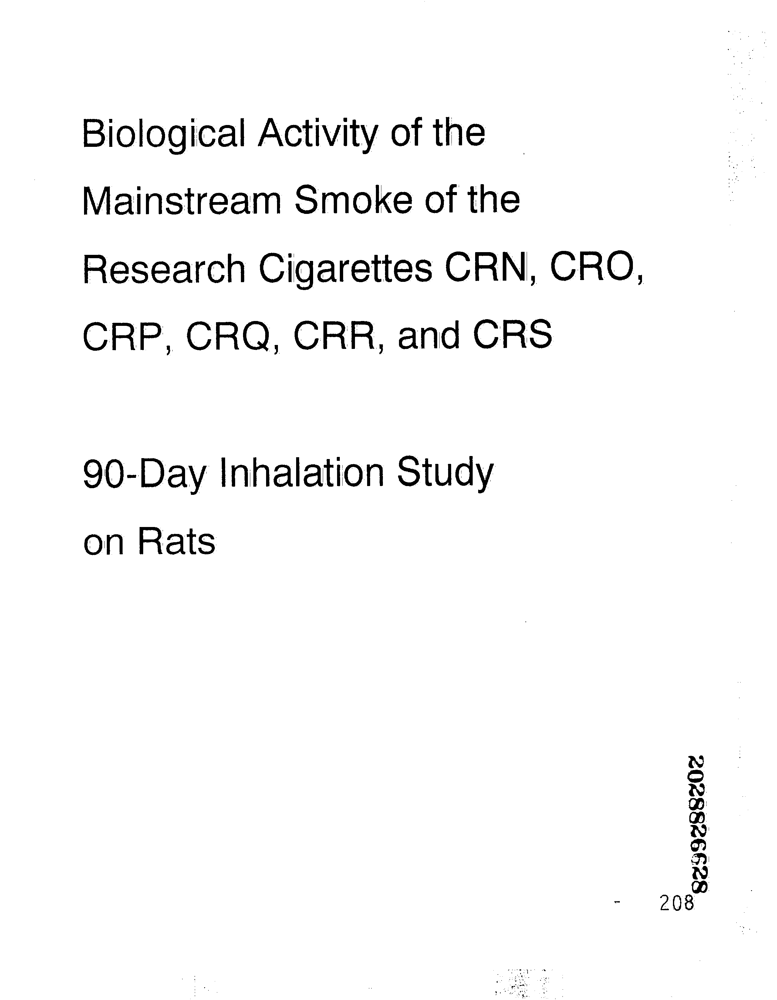 Biological Activity of the
Mainstream Smoke of the
Research Cigarettes CRN, CRO,
CRP, CRQ, CRR, and CRS
90-Day Inhalation Study
on Rats
2028826628
- 208